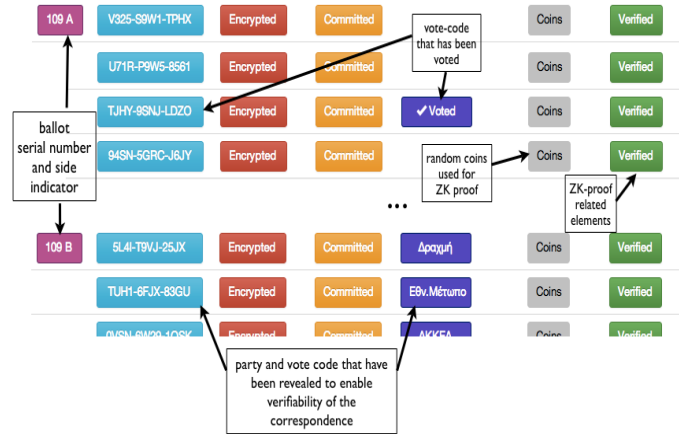 109 A V325-S9W1-TPHX Encrypted Committed Coins Verified
vote-code
that has been
voted
U71R-P9W5-8561 Encrypted Committed Coins Verified
TJHY-9SNJ-LDZO Encrypted Committed ✔ Voted Coins Verified
ballot
serial number
and side
indicator
94SN-5GRC-J6JY Encrypted Committed Coins Verified
random coins
used for
ZK proof
ZK-proof
related
elements
...
109 B 5L4I-T9VJ-25JX Encrypted Committed Δραχμή Coins Verified
TUH1-6FJX-83GU Encrypted Committed Εθν.Μέτωπο Coins Verified
Encrypted Committed ΔΚΚΕΔ Coins Verified
party and vote code that have
been revealed to enable
verifiability of the
correspondence